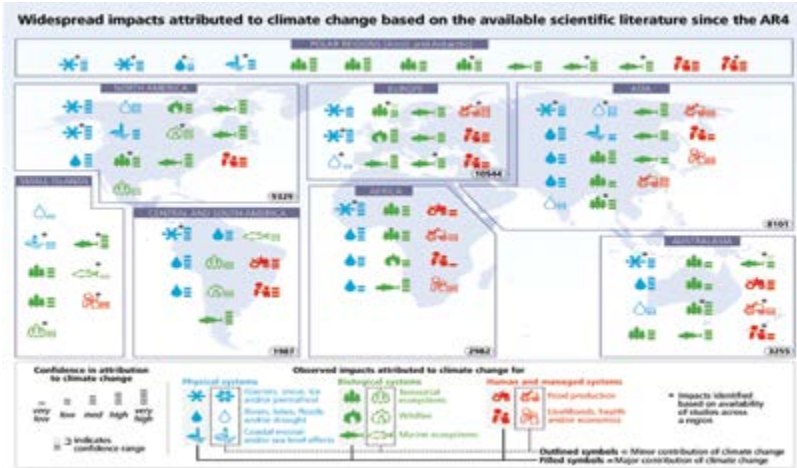 Widespread impacts attributed to climate change based on the available scientific literature since the AR4
POLAR REGIONS (Arctic and Antarctic)
NORTH AMERICA
EUROPE
ASIA
10544
SMALL ISLANDS
5325
AFRICA
CENTRAL AND SOUTH AMERICA
8101
AUSTRALASIA
1987
2982
3255
Confidence in attribution
to climate change
very low
low
med
high
very high
indicates
confidence range
Observed impacts attributed to climate change for
Physical systems
Glaciers, snow, ice
and/or permafrost
Rivers, lakes, floods
and/or drought
Coastal erosion
and/or sea level effects
Biological systems
Terrestrial
ecosystems
Wildfire
Marine ecosystems
Human and managed systems
Food production
Livelihoods, health
and/or economics
* Impacts identified
based on availability
of studies across
a region
Outlined symbols = Minor contribution of climate change
Filled symbols = Major contribution of climate change